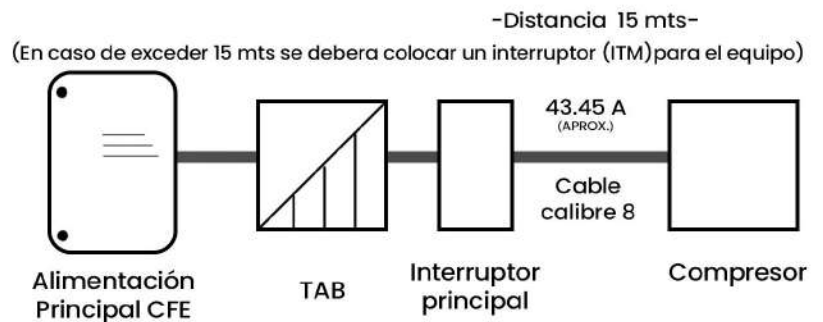 -Distancia 15 mts-
(En caso de exceder 15 mts se debera colocar un interruptor (ITM)para el equipo)
43.45 A
(APROX.)
Cable
calibre 8
Alimentación
Principal CFE
TAB
Interruptor
principal
Compresor